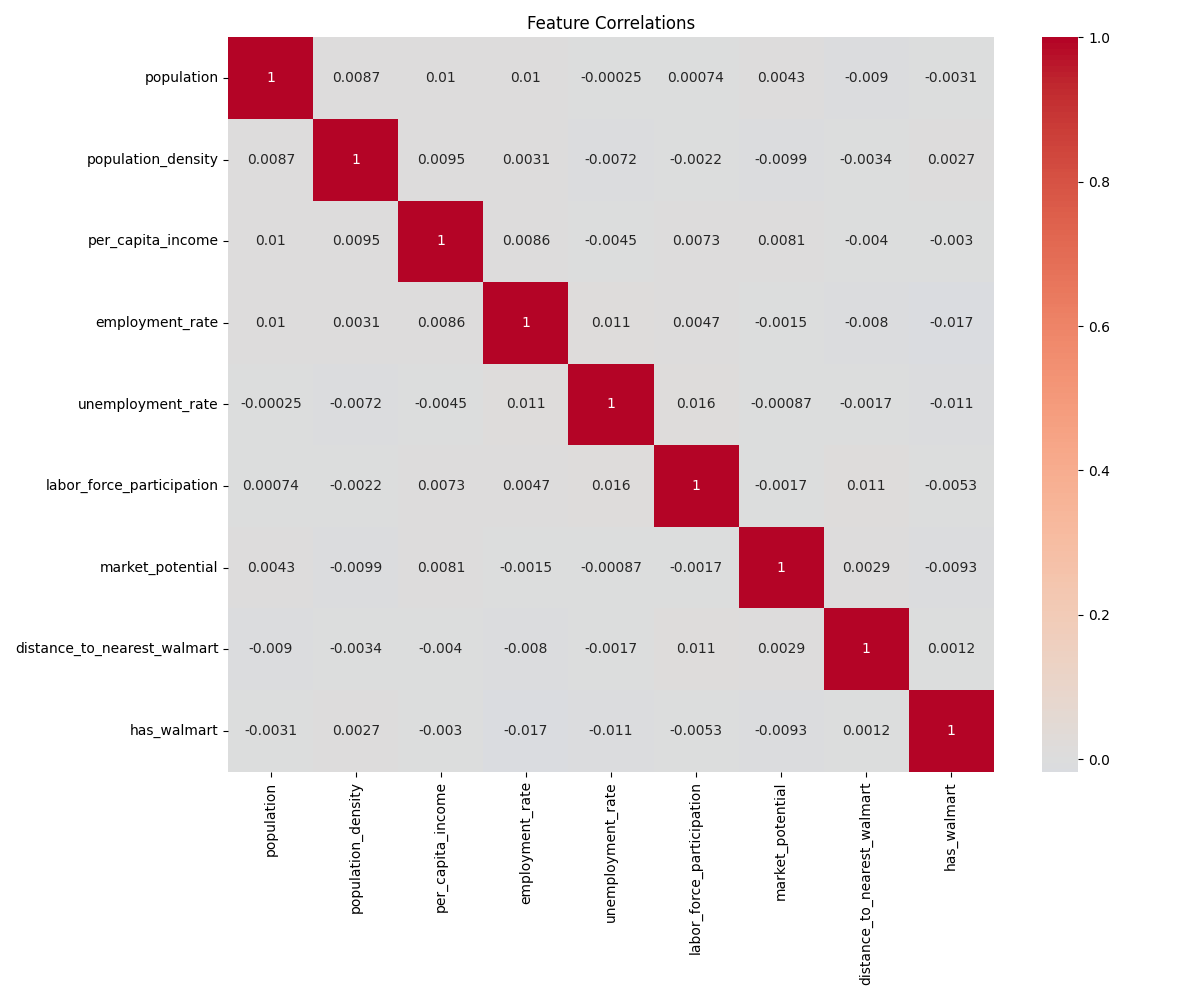 Feature Correlations
population 1 0.0087 0.01 0.01 -0.00025 0.00074 0.0043 -0.009 -0.0031
population_density 0.0087 1 0.0095 0.0031 -0.0072 -0.0022 -0.0099 -0.0034 0.0027
per_capita_income 0.01 0.0095 1 0.0086 -0.0045 0.0073 0.0081 -0.004 -0.003
employment_rate 0.01 0.0031 0.0086 1 0.011 0.0047 -0.0015 -0.008 -0.017
unemployment_rate -0.00025 -0.0072 -0.0045 0.011 1 0.016 -0.00087 -0.0017 -0.011
labor_force_participation 0.00074 -0.0022 0.0073 0.0047 0.016 1 -0.0017 0.011 -0.0053
market_potential 0.0043 -0.0099 0.0081 -0.0015 -0.00087 -0.0017 1 0.0029 -0.0093
distance_to_nearest_walmart -0.009 -0.0034 -0.004 -0.008 -0.0017 0.011 0.0029 1 0.0012
has_walmart -0.0031 0.0027 -0.003 -0.017 -0.011 -0.0053 -0.0093 0.0012 1
population
population_density
per_capita_income
employment_rate
unemployment_rate
labor_force_participation
market_potential
distance_to_nearest_walmart
has_walmart
1.0
0.8
0.6
0.4
0.2
0.0